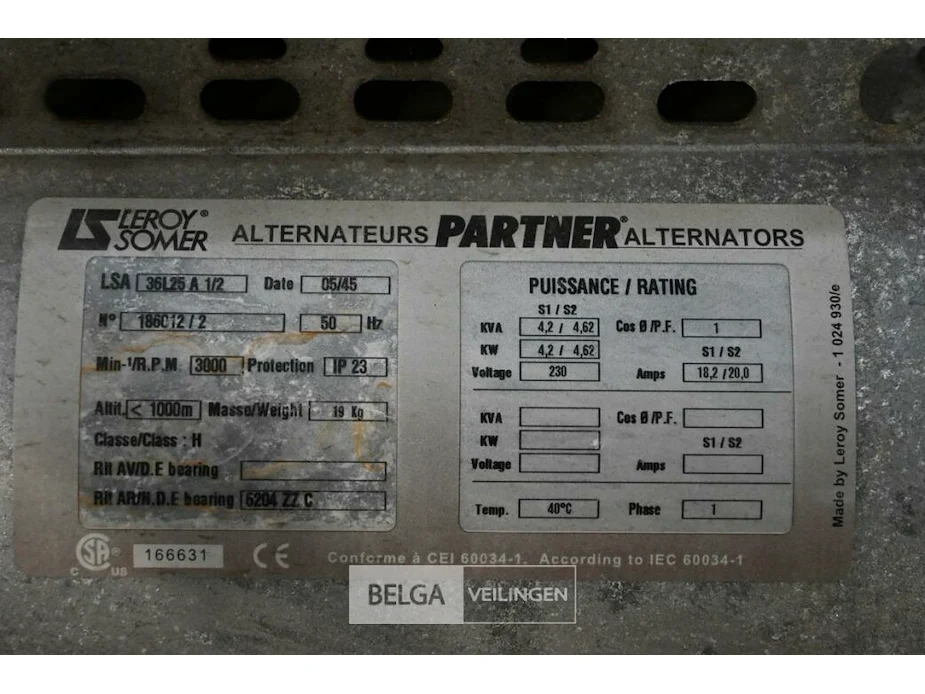 LEROY® SOMER ALTERNATEURS PARTNER® ALTERNATORS
LSA 36L25 A 1/2 Date 05/45
N° 186012 / 2 50 Hz
Min-¹/R.P.M 3000 Protection IP 23
Altit. < 1000m Masse/Weight 19 Kg
Classe/Class : H
Rlt AV/D.E bearing
Rlt AR/N.D.E bearing 6204 ZZ C
PUISSANCE / RATING
S1 / S2
KVA 4,2 / 4,62 Cos Ø/P.F. 1
KW 4,2 / 4,62 S1 / S2
Voltage 230 Amps 18,2 / 20,0
KVA Cos Ø/P.F.
KW S1 / S2
Voltage Amps
Temp. 40°C Phase 1
Made by Leroy Somer - 1 024 930/e
C SA ® US 166631 CE Conforme à CEI 60034-1. According to IEC 60034-1
BELGA VEILINGEN